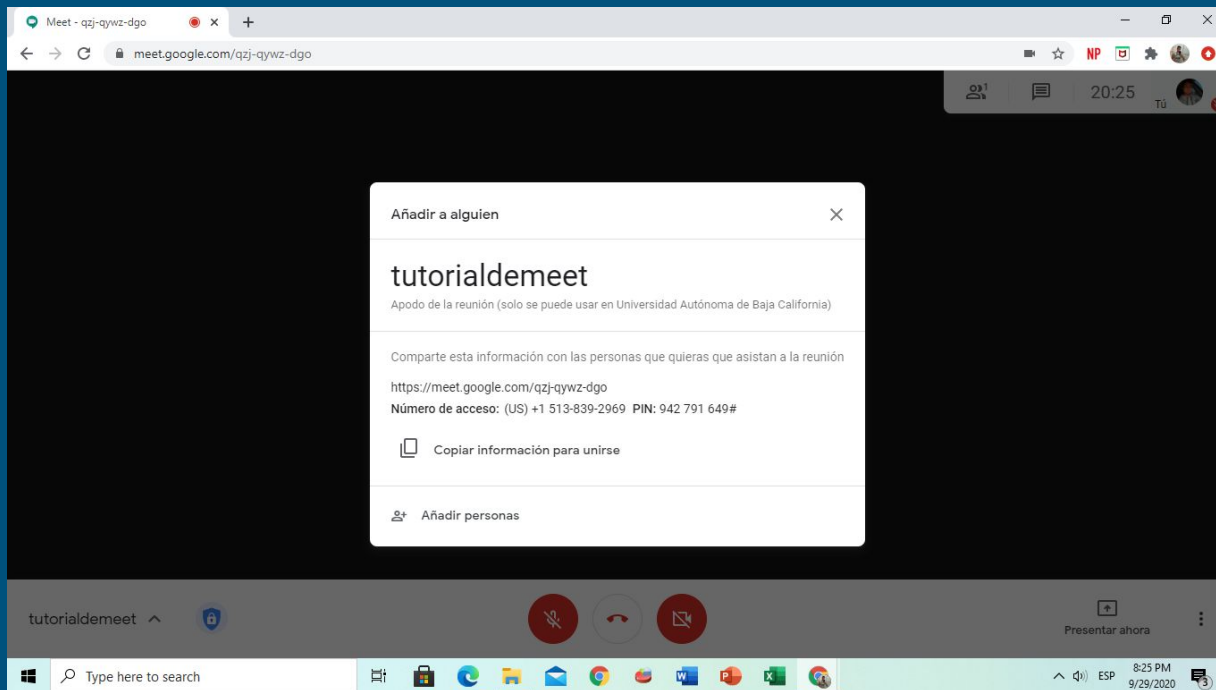 Meet - qzj-qywz-dgo
meet.google.com/qzj-qywz-dgo
NP
1
20:25
Tú
Añadir a alguien
tutorialdemeet
Apodo de la reunión (solo se puede usar en Universidad Autónoma de Baja California)
Comparte esta información con las personas que quieras que asistan a la reunión
https://meet.google.com/qzj-qywz-dgo
Número de acceso: (US) +1 513-839-2969 PIN: 942 791 649#
Copiar información para unirse
Añadir personas
tutorialdemeet
Presentar ahora
Type here to search
ESP
8:25 PM
9/29/2020
3